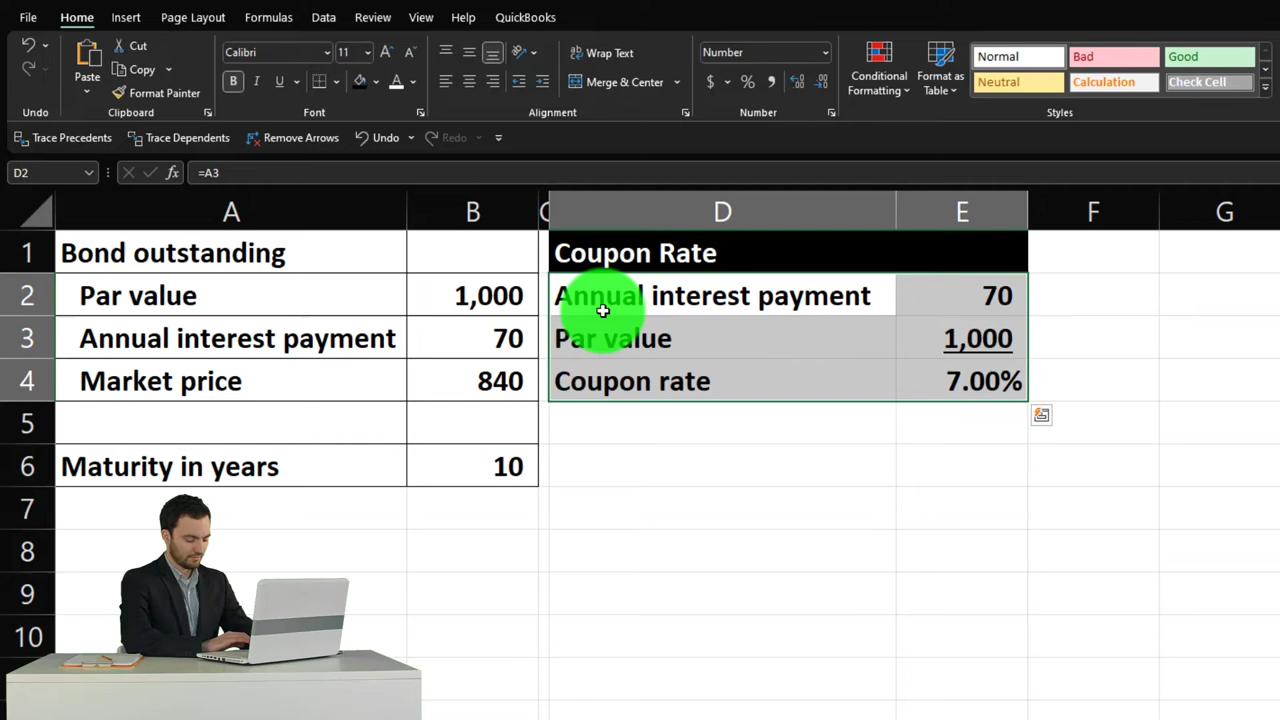 File Home Insert Page Layout Formulas Data Review View Help QuickBooks
Paste Cut Copy Format Painter
Calibri 11 A A
B I U A
Wrap Text
Merge & Center
Number
$ % ,
Conditional Formatting Format as Table
Normal Bad Good
Neutral Calculation Check Cell
Undo Clipboard Font Alignment Number Styles
Trace Precedents Trace Dependents Remove Arrows Undo Redo
D2 fx =A3
A B C D E F G
1 Bond outstanding Coupon Rate
2 Par value 1,000 Annual interest payment 70
3 Annual interest payment 70 Par value 1,000
4 Market price 840 Coupon rate 7.00%
5
6 Maturity in years 10
7
8
9
10